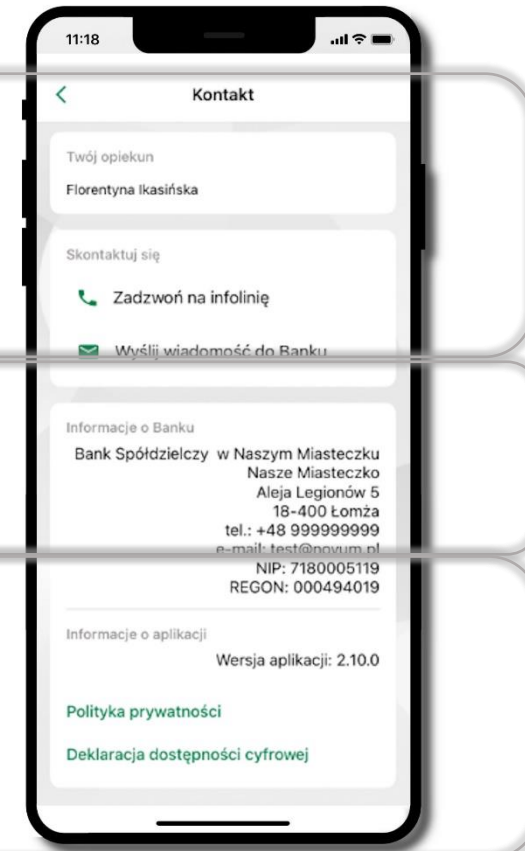 11:18
Kontakt
Twój opiekun
Florentyna Ikasińska
Skontaktuj się
Zadzwoń na infolinię
Wyślij wiadomość do Banku
Informacje o Banku
Bank Spółdzielczy w Naszym Miasteczku
Nasze Miasteczko
Aleja Legionów 5
18-400 Łomża
tel.: +48 999999999
e-mail: test@novum.pl
NIP: 7180005119
REGON: 000494019
Informacje o aplikacji
Wersja aplikacji: 2.10.0
Polityka prywatności
Deklaracja dostępności cyfrowej